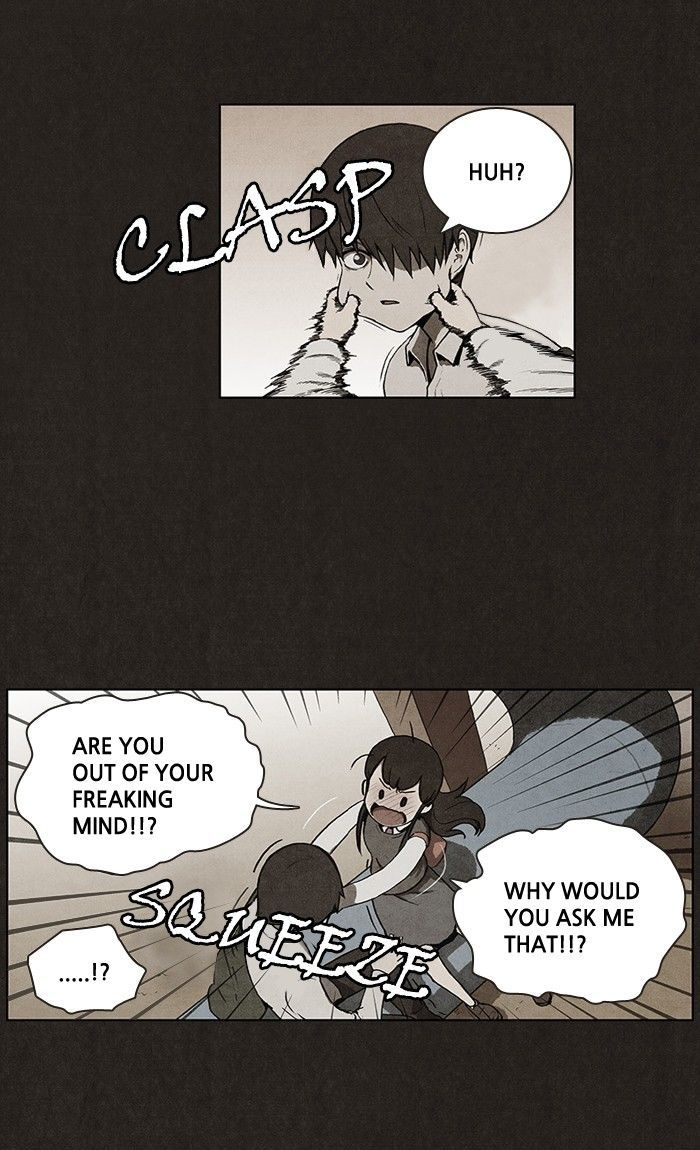 HUH?
CLASP
ARE YOU
OUT OF YOUR
FREAKING
MIND!!?
SQUEEZE
WHY WOULD
YOU ASK ME
THAT!!?
.....!?